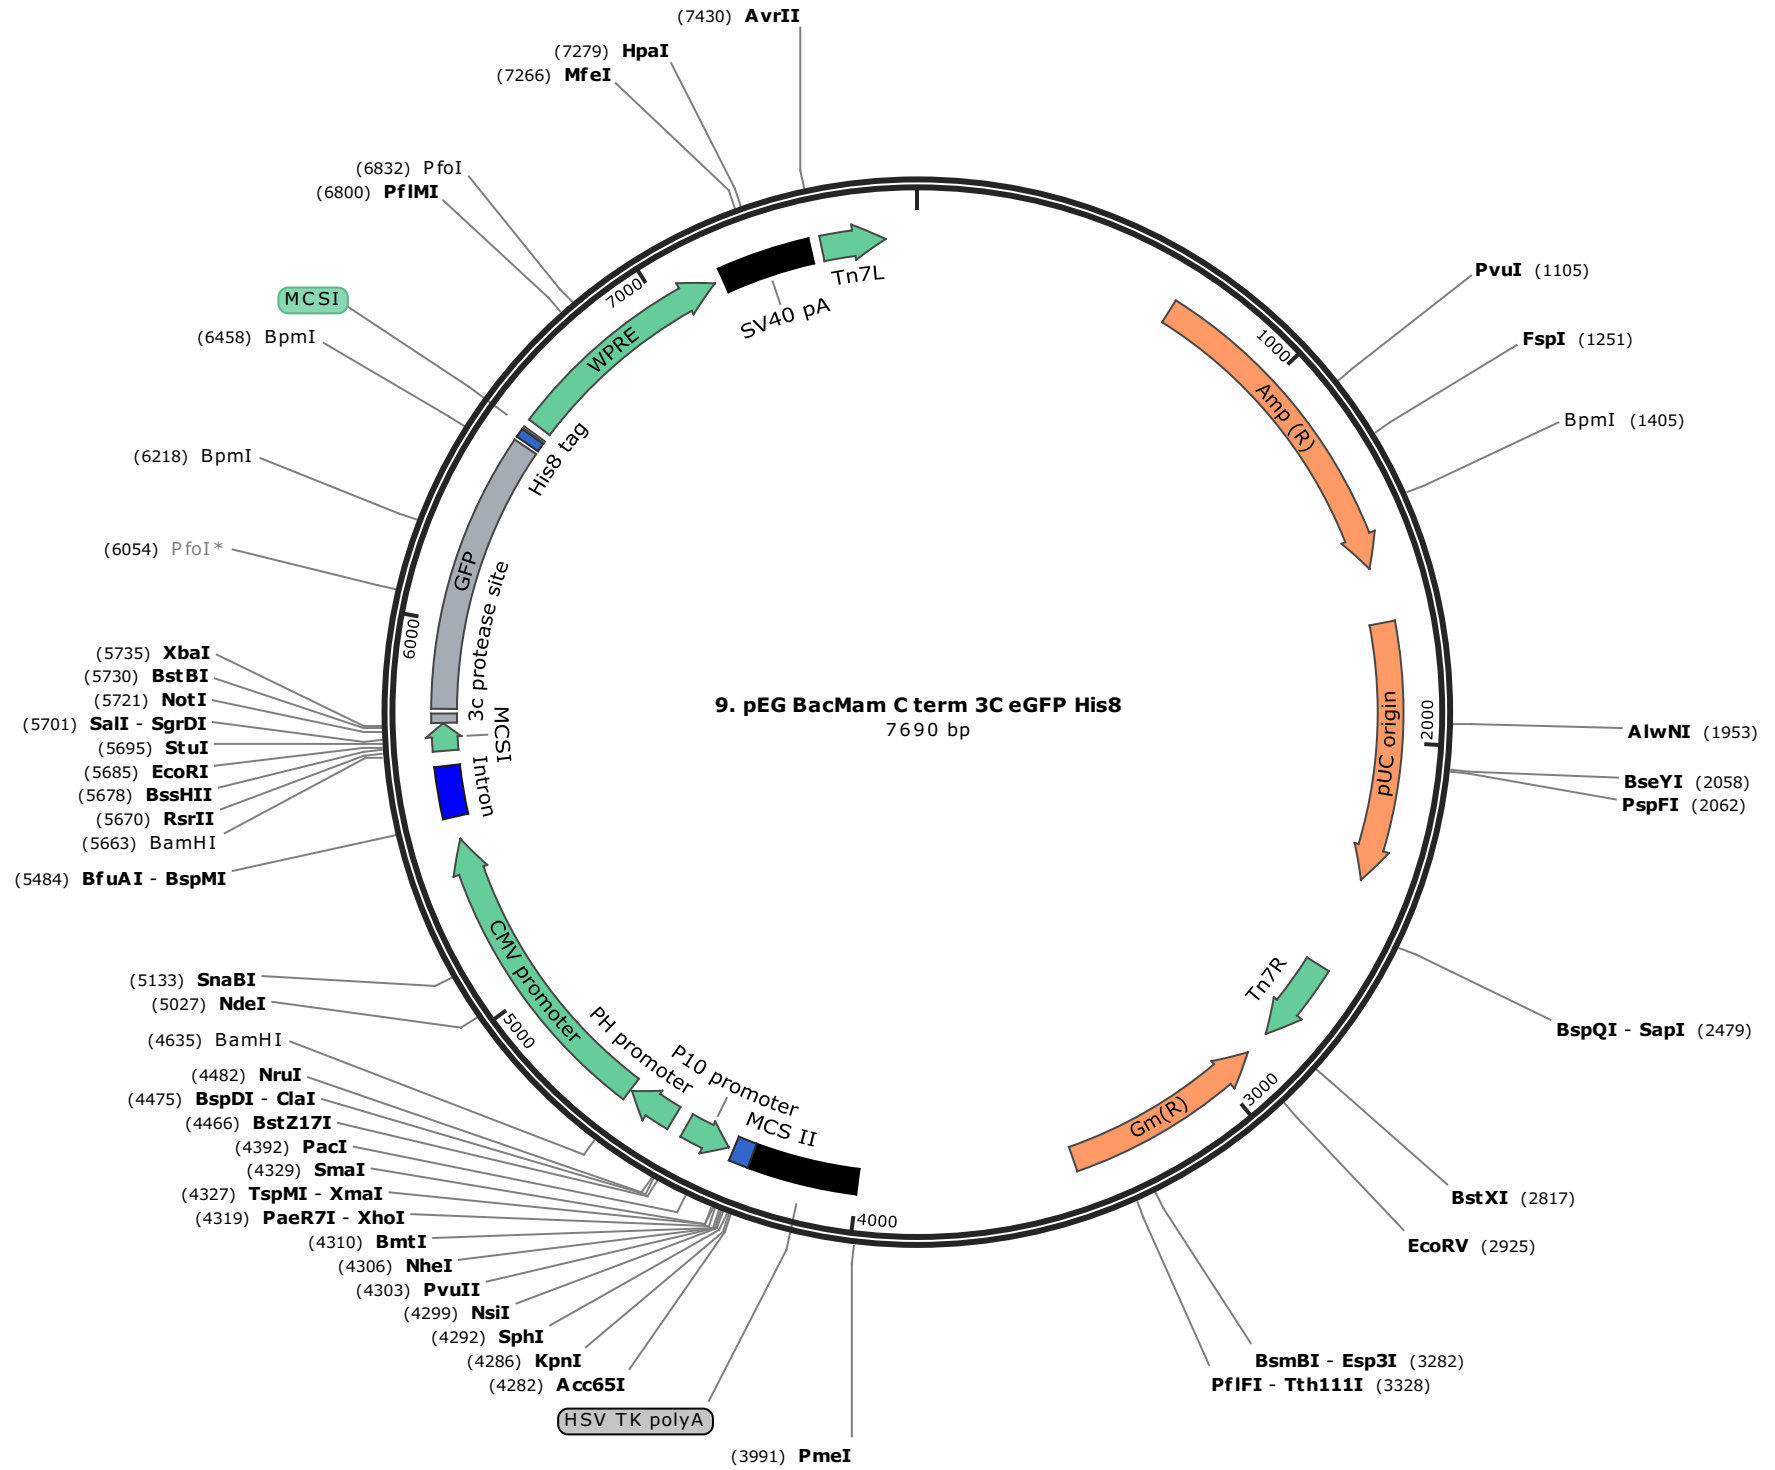 (7430) AvrII
(7279) HpaI
(7266) MfeI
(6832) PfoI
(6800) PflMI
MCSI
(6458) BpmI
(6218) BpmI
(6054) PfoI*
(5735) XbaI
(5730) BstBI
(5721) NotI
(5701) SalI - SgrDI
(5695) StuI
(5685) EcoRI
(5678) BssHII
(5670) RsrII
(5663) BamHI
(5484) BfuAI - BspMI
(5133) SnaBI
(5027) NdeI
(4635) BamHI
(4482) NruI
(4475) BspDI - ClaI
(4466) BstZ17I
(4392) PacI
(4329) SmaI
(4327) TspMI - XmaI
(4319) PaeR7I - XhoI
(4310) BmtI
(4306) NheI
(4303) PvuII
(4299) NsiI
(4292) SphI
(4286) KpnI
(4282) Acc65I
HSV TK polyA
(3991) PmeI
PvuI (1105)
FspI (1251)
BpmI (1405)
AlwNI (1953)
BseYI (2058)
PspFI (2062)
BspQI - SapI (2479)
BstXI (2817)
EcoRV (2925)
BsmBI - Esp3I (3282)
PflFI - Tth111I (3328)
9. pEG BacMam C term 3C eGFP His8
7690 bp
1000
2000
3000
4000
5000
6000
7000
Tn7L
SV40 pA
WPRE
His8 tag
GFP
3c protease site
MCSI
Intron
CMV promoter
PH promoter
P10 promoter
MCS II
Gm(R)
Tn7R
pUC origin
Amp (R)